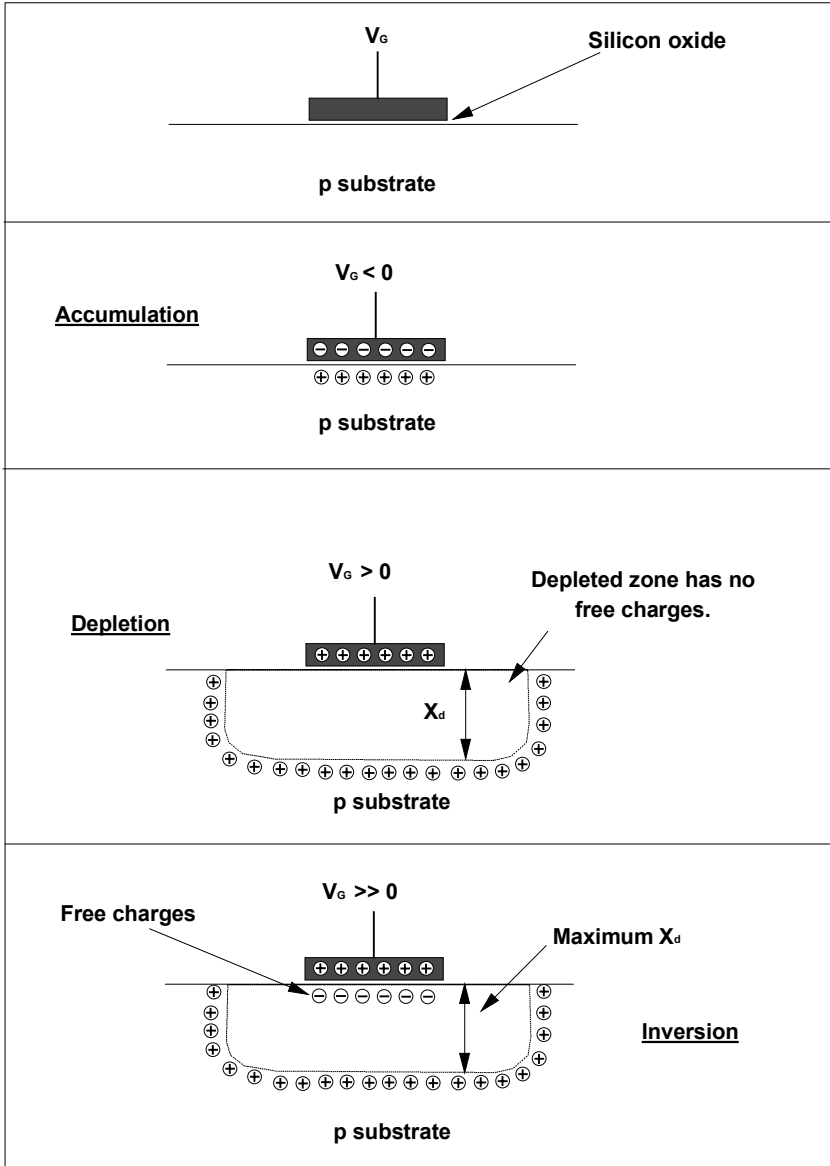 VG
Silicon oxide
p substrate
VG < 0
Accumulation
p substrate
VG > 0
Depleted zone has no
free charges.
Depletion
Xd
p substrate
VG >> 0
Free charges
Maximum Xd
Inversion
p substrate